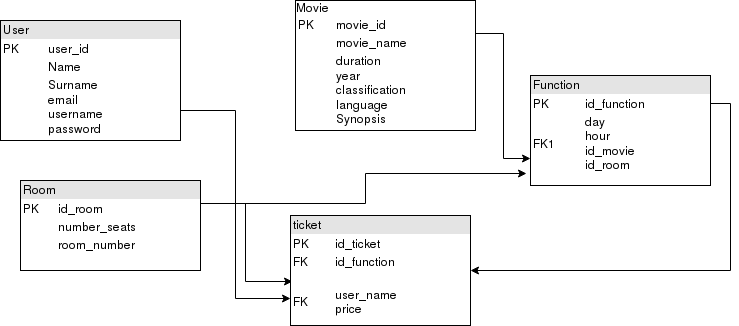 User
PK user_id
Name
Surname
email
username
password
Movie
PK movie_id
movie_name
duration
year
classification
language
Synopsis
Function
PK id_function
day
hour
FK1 id_movie
id_room
Room
PK id_room
number_seats
room_number
ticket
PK id_ticket
FK id_function
FK user_name
price